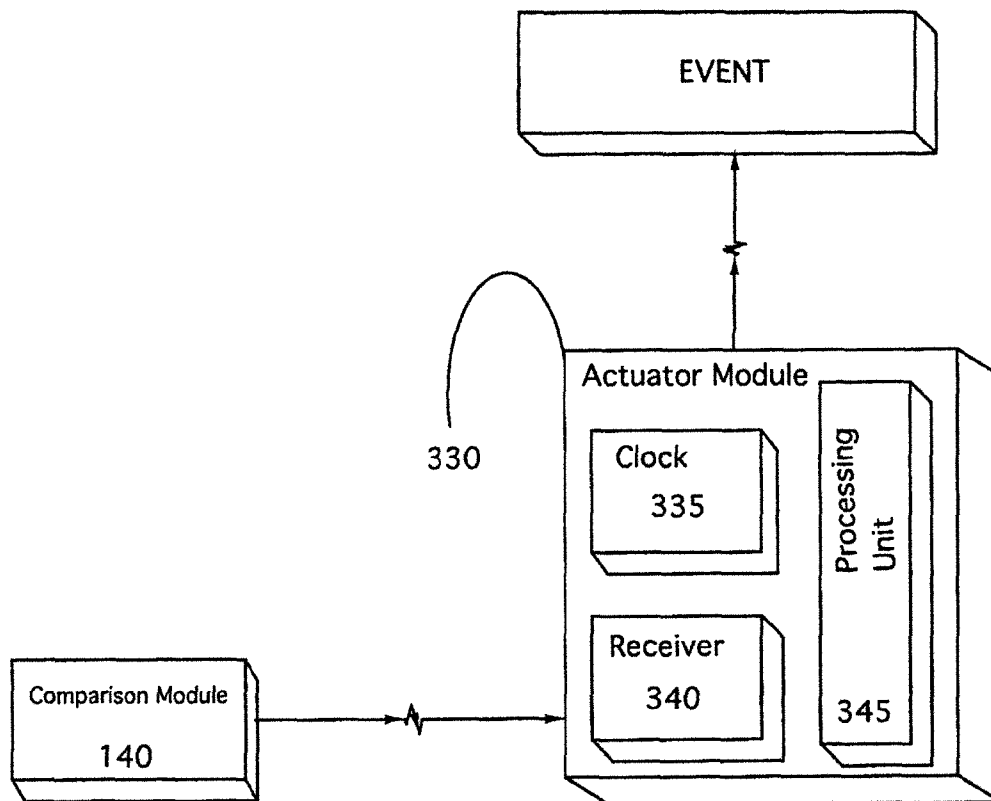 EVENT
Actuator Module
330
Clock
335
Processing
Unit
345
Receiver
340
Comparison Module
140